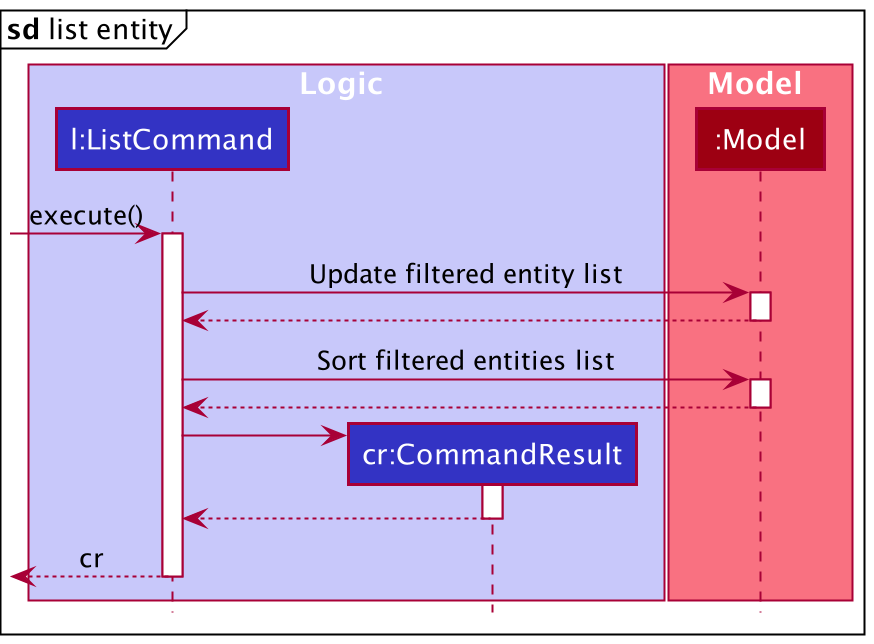 sd list entity
Logic
Model
l:ListCommand
:Model
execute()
Update filtered entity list
Sort filtered entities list
cr:CommandResult
cr